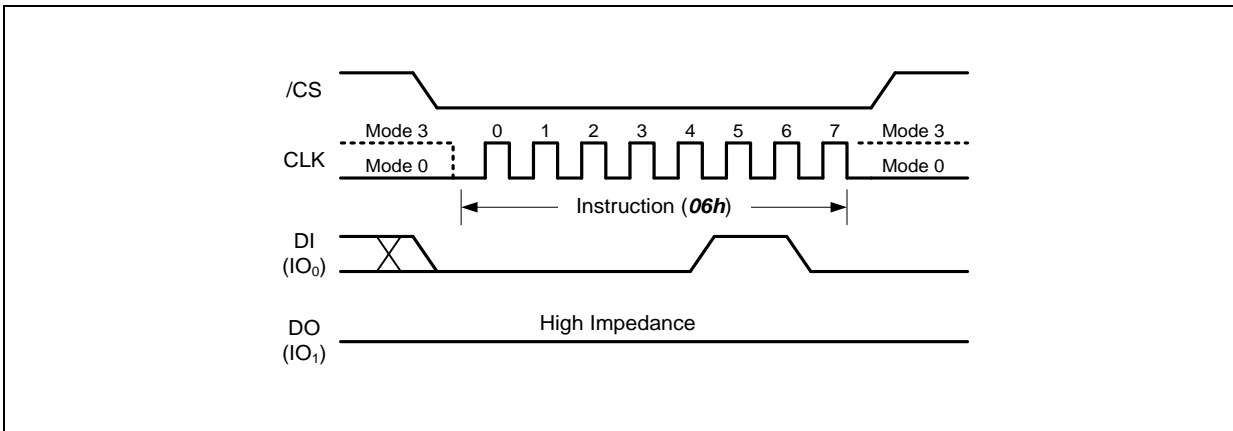 /CS
Mode 3 0 1 2 3 4 5 6 7 Mode 3
CLK
Mode 0 Mode 0
Instruction (06h)
DI
(IO₀)
High Impedance
DO
(IO₁)